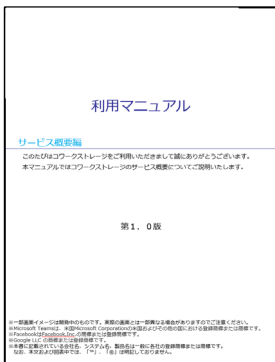 利用マニュアル
サービス概要編
このたびはコワークストレージをご利用いただきまして誠にありがとうございます。
本マニュアルではコワークストレージのサービス概要についてご説明いたします。
第１．０版
※一部画面イメージは開発中のものです。実際の画面とは一部異なる場合がありますのでご注意ください。
※Microsoft Teamsは、米国Microsoft Corporationの米国およびその他の国における登録商標または商標です。
※FacebookはFacebook,Inc.の商標または登録商標です。
※Google LLC の商標または登録商標です。
※本書に記載されている会社名、システム名、製品名は一般に各社の登録商標または商標です。
なお、本文および図表中では、「™」、「®」は明記しておりません。